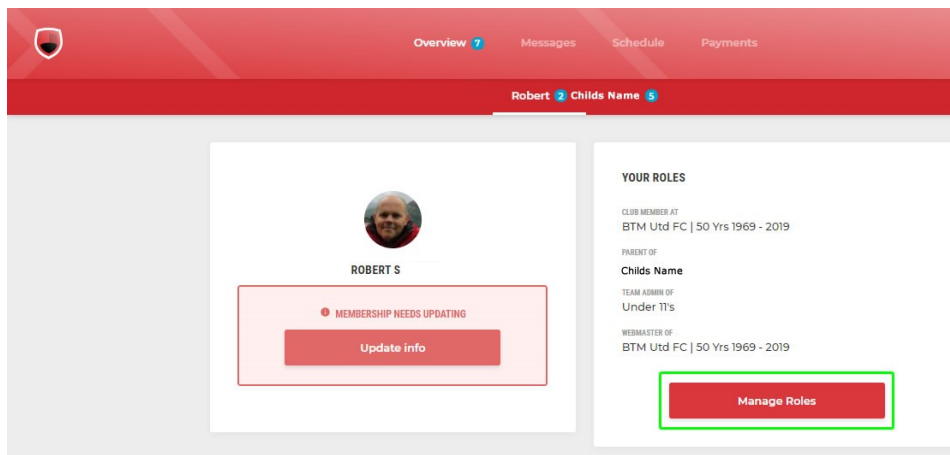 Overview 7 Messages Schedule Payments
Robert 2 Childs Name 5
ROBERT S
MEMBERSHIP NEEDS UPDATING
Update info
YOUR ROLES
CLUB MEMBER AT
BTM Utd FC | 50 Yrs 1969 - 2019
PARENT OF
Childs Name
TEAM ADMIN OF
Under 11's
WEBMASTER OF
BTM Utd FC | 50 Yrs 1969 - 2019
Manage Roles